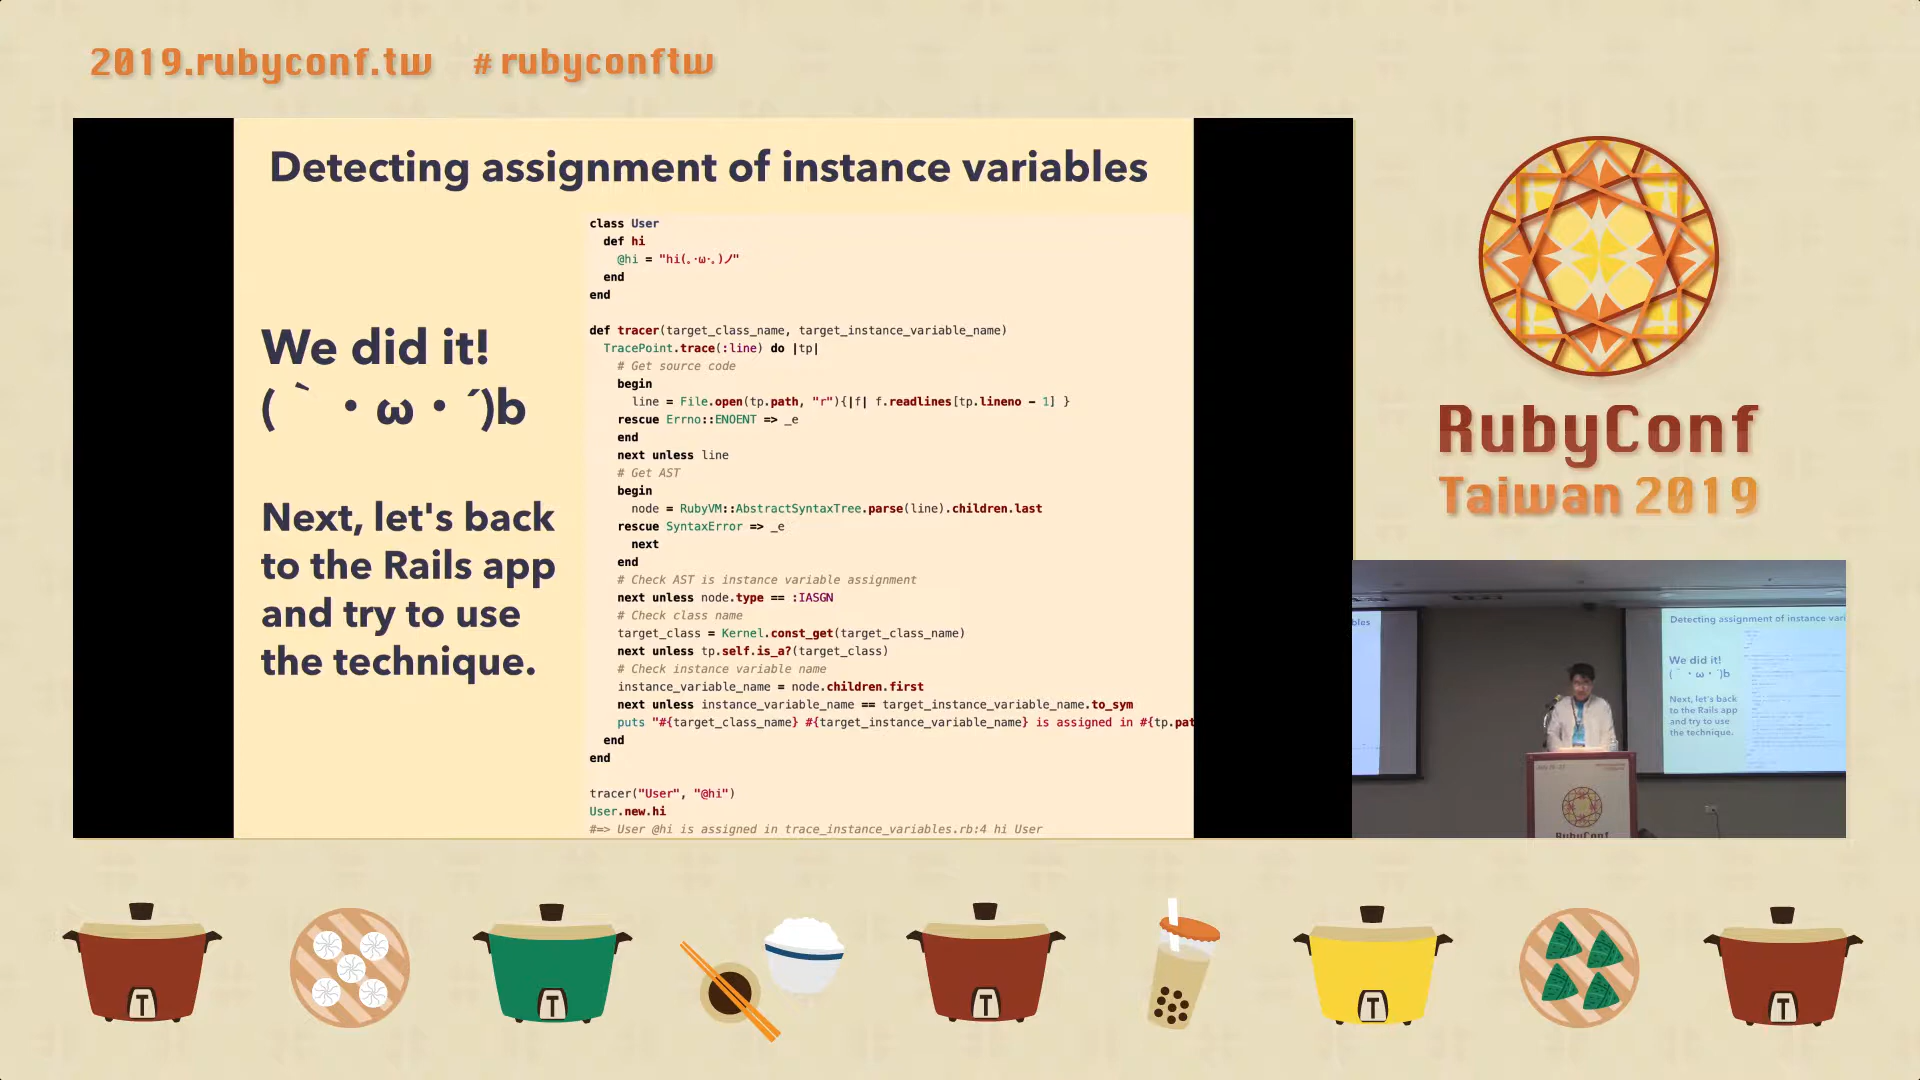 2019.rubyconf.tw #rubyconftw
Detecting assignment of instance variables
We did it!
(｀・ω・´)b
Next, let's back
to the Rails app
and try to use
the technique.
class User
  def hi
    @hi = "hi(｡･ω･｡)ﾉ"
  end
end
def tracer(target_class_name, target_instance_variable_name)
  TracePoint.trace(:line) do |tp|
    # Get source code
    begin
      line = File.open(tp.path, "r"){|f| f.readlines[tp.lineno - 1] }
    rescue Errno::ENOENT => _e
    end
    next unless line
    # Get AST
    begin
      node = RubyVM::AbstractSyntaxTree.parse(line).children.last
    rescue SyntaxError => _e
      next
    end
    # Check AST is instance variable assignment
    next unless node.type == :IASGN
    # Check class name
    target_class = Kernel.const_get(target_class_name)
    next unless tp.self.is_a?(target_class)
    # Check instance variable name
    instance_variable_name = node.children.first
    next unless instance_variable_name == target_instance_variable_name.to_sym
    puts "#{target_class_name} #{target_instance_variable_name} is assigned in #{tp.pat
  end
end
tracer("User", "@hi")
User.new.hi
#=> User @hi is assigned in trace_instance_variables.rb:4 hi User
RubyConf
Taiwan 2019
bles
Detecting assignment of instance vari
We did it!
(｀・ω・´)b
Next, let's back
to the Rails app
and try to use
the technique.
RubyConf
T
T
T
T
T